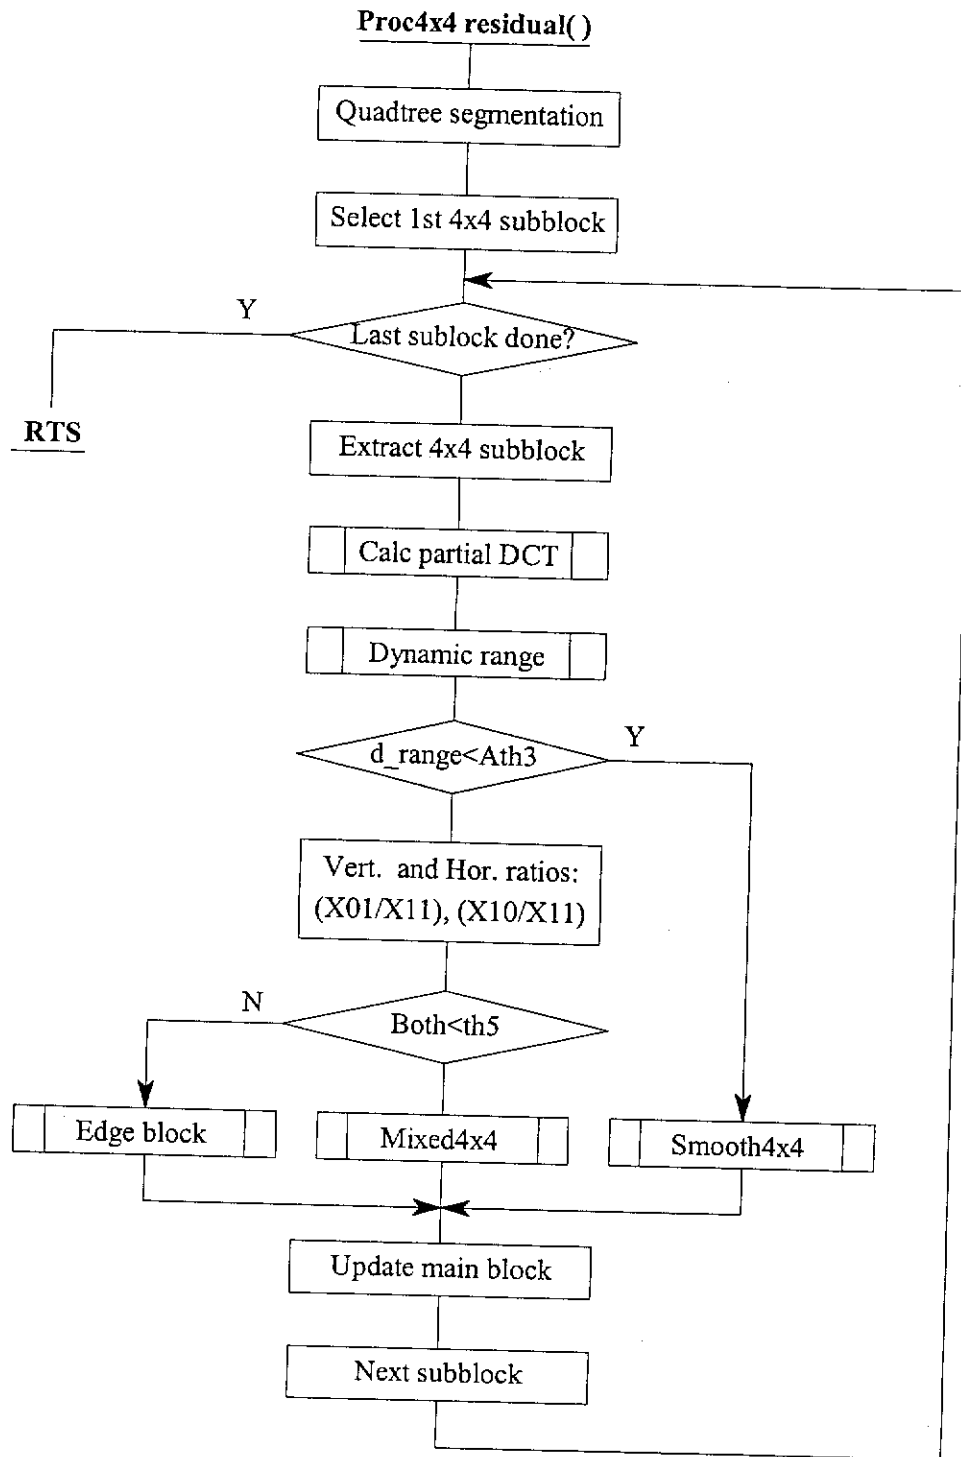 Proc4x4 residual( )
Quadtree segmentation
Select 1st 4x4 subblock
Y
Last sublock done?
RTS
Extract 4x4 subblock
Calc partial DCT
Dynamic range
d_range<Ath3
Y
Vert. and Hor. ratios:
(X01/X11), (X10/X11)
N
Both<th5
Edge block
Mixed4x4
Smooth4x4
Update main block
Next subblock